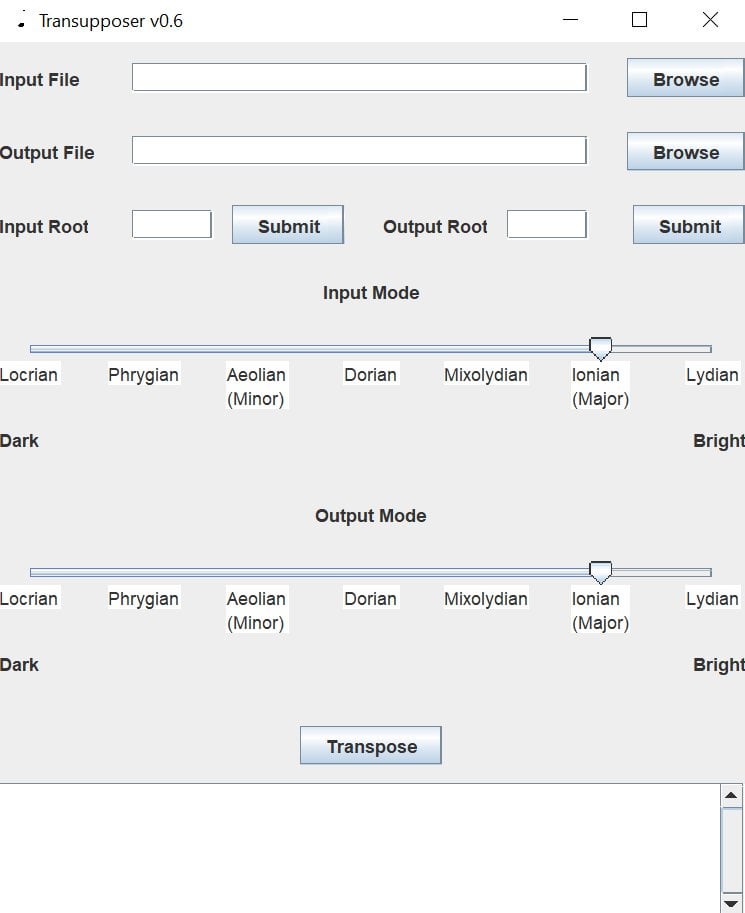 Transupposer v0.6
Input File Browse
Output File Browse
Input Root Submit Output Root Submit
Input Mode
Locrian Phrygian Aeolian Dorian Mixolydian Ionian Lydian
(Minor) (Major)
Dark Bright
Output Mode
Locrian Phrygian Aeolian Dorian Mixolydian Ionian Lydian
(Minor) (Major)
Dark Bright
Transpose